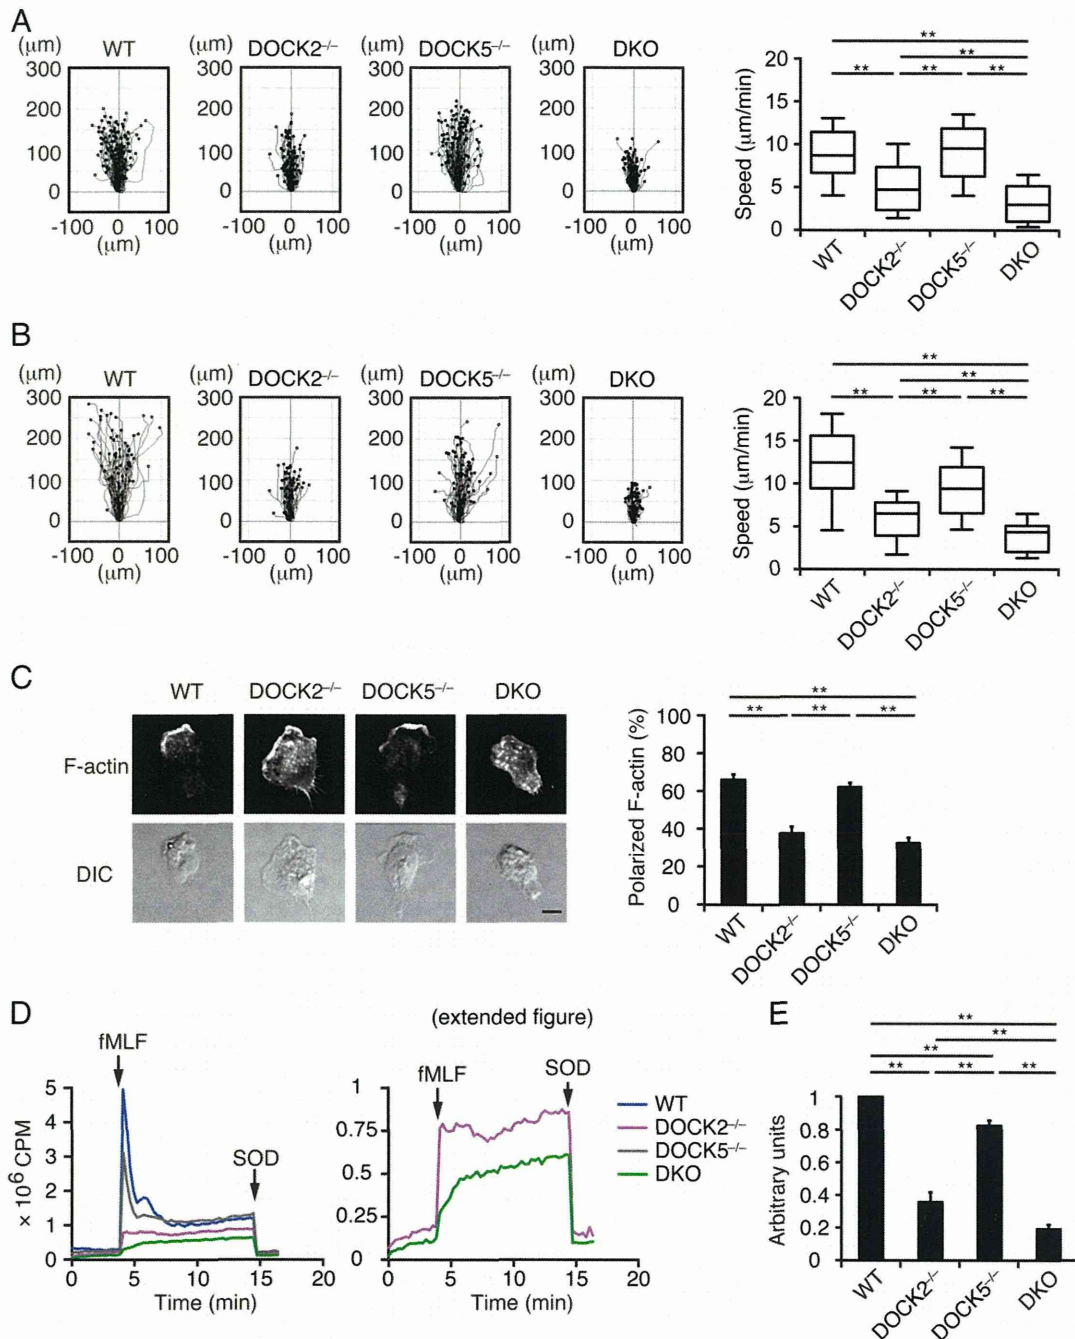 A
(μm) WT (μm) DOCK2–/– (μm) DOCK5–/– (μm) DKO
300 300 300 300
200 200 200 200
100 100 100 100
0 0 0 0
-100 0 100 -100 0 100 -100 0 100 -100 0 100
(μm) (μm) (μm) (μm)
**
**
** ** **
Speed (μm/min)
20
15
10
5
0
WT DOCK2–/– DOCK5–/– DKO
B
(μm) WT (μm) DOCK2–/– (μm) DOCK5–/– (μm) DKO
300 300 300 300
200 200 200 200
100 100 100 100
0 0 0 0
-100 0 100 -100 0 100 -100 0 100 -100 0 100
(μm) (μm) (μm) (μm)
**
**
** ** **
Speed (μm/min)
20
15
10
5
0
WT DOCK2–/– DOCK5–/– DKO
C
WT DOCK2–/– DOCK5–/– DKO
F-actin
DIC
**
** ** **
Polarized F-actin (%)
100
80
60
40
20
0
WT DOCK2–/– DOCK5–/– DKO
D
fMLF
SOD
× 10⁶ CPM
5
4
3
2
1
0
0 5 10 15 20
Time (min)
(extended figure)
fMLF
SOD
1
0.75
0.5
0.25
0
0 5 10 15 20
Time (min)
WT
DOCK2–/–
DOCK5–/–
DKO
E
**
**
**
** ** **
Arbitrary units
1
0.8
0.6
0.4
0.2
0
WT DOCK2–/– DOCK5–/– DKO